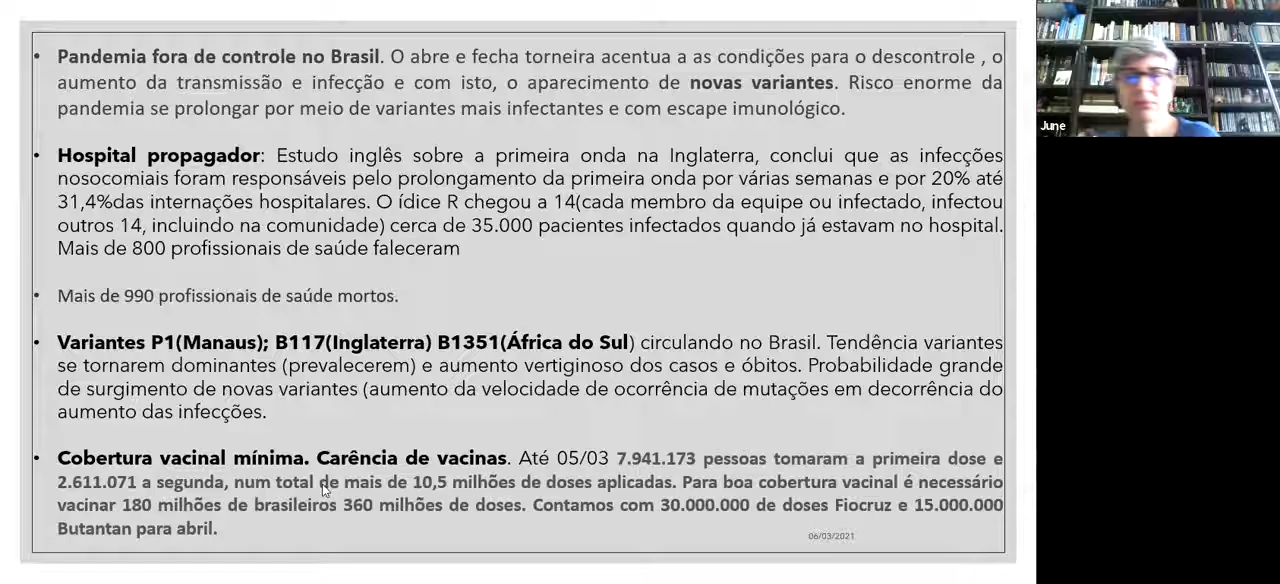 • Pandemia fora de controle no Brasil. O abre e fecha torneira acentua a as condições para o descontrole , o
aumento da transmissão e infecção e com isto, o aparecimento de novas variantes. Risco enorme da
pandemia se prolongar por meio de variantes mais infectantes e com escape imunológico.
• Hospital propagador: Estudo inglês sobre a primeira onda na Inglaterra, conclui que as infecções
nosocomiais foram responsáveis pelo prolongamento da primeira onda por várias semanas e por 20% até
31,4%das internações hospitalares. O ídice R chegou a 14(cada membro da equipe ou infectado, infectou
outros 14, incluindo na comunidade) cerca de 35.000 pacientes infectados quando já estavam no hospital.
Mais de 800 profissionais de saúde faleceram
• Mais de 990 profissionais de saúde mortos.
• Variantes P1(Manaus); B117(Inglaterra) B1351(África do Sul) circulando no Brasil. Tendência variantes
se tornarem dominantes (prevalecerem) e aumento vertiginoso dos casos e óbitos. Probabilidade grande
de surgimento de novas variantes (aumento da velocidade de ocorrência de mutações em decorrência do
aumento das infecções.
• Cobertura vacinal mínima. Carência de vacinas. Até 05/03 7.941.173 pessoas tomaram a primeira dose e
2.611.071 a segunda, num total de mais de 10,5 milhões de doses aplicadas. Para boa cobertura vacinal é necessário
vacinar 180 milhões de brasileiros 360 milhões de doses. Contamos com 30.000.000 de doses Fiocruz e 15.000.000
Butantan para abril.
06/03/2021
June